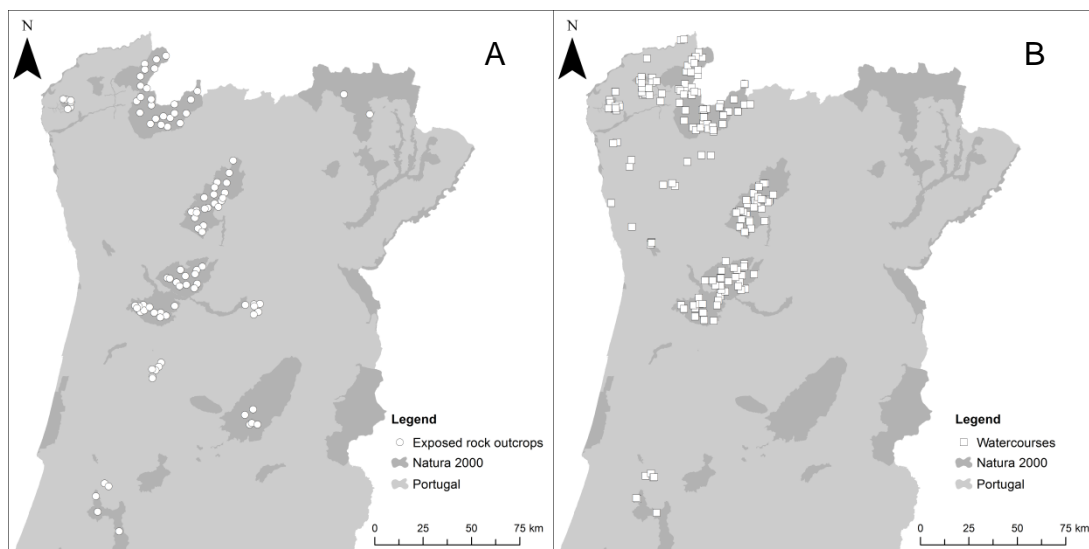 N
A
Legend
Exposed rock outcrops
Natura 2000
Portugal
0 25 50 75 km
N
B
Legend
Watercourses
Natura 2000
Portugal
0 25 50 75 km